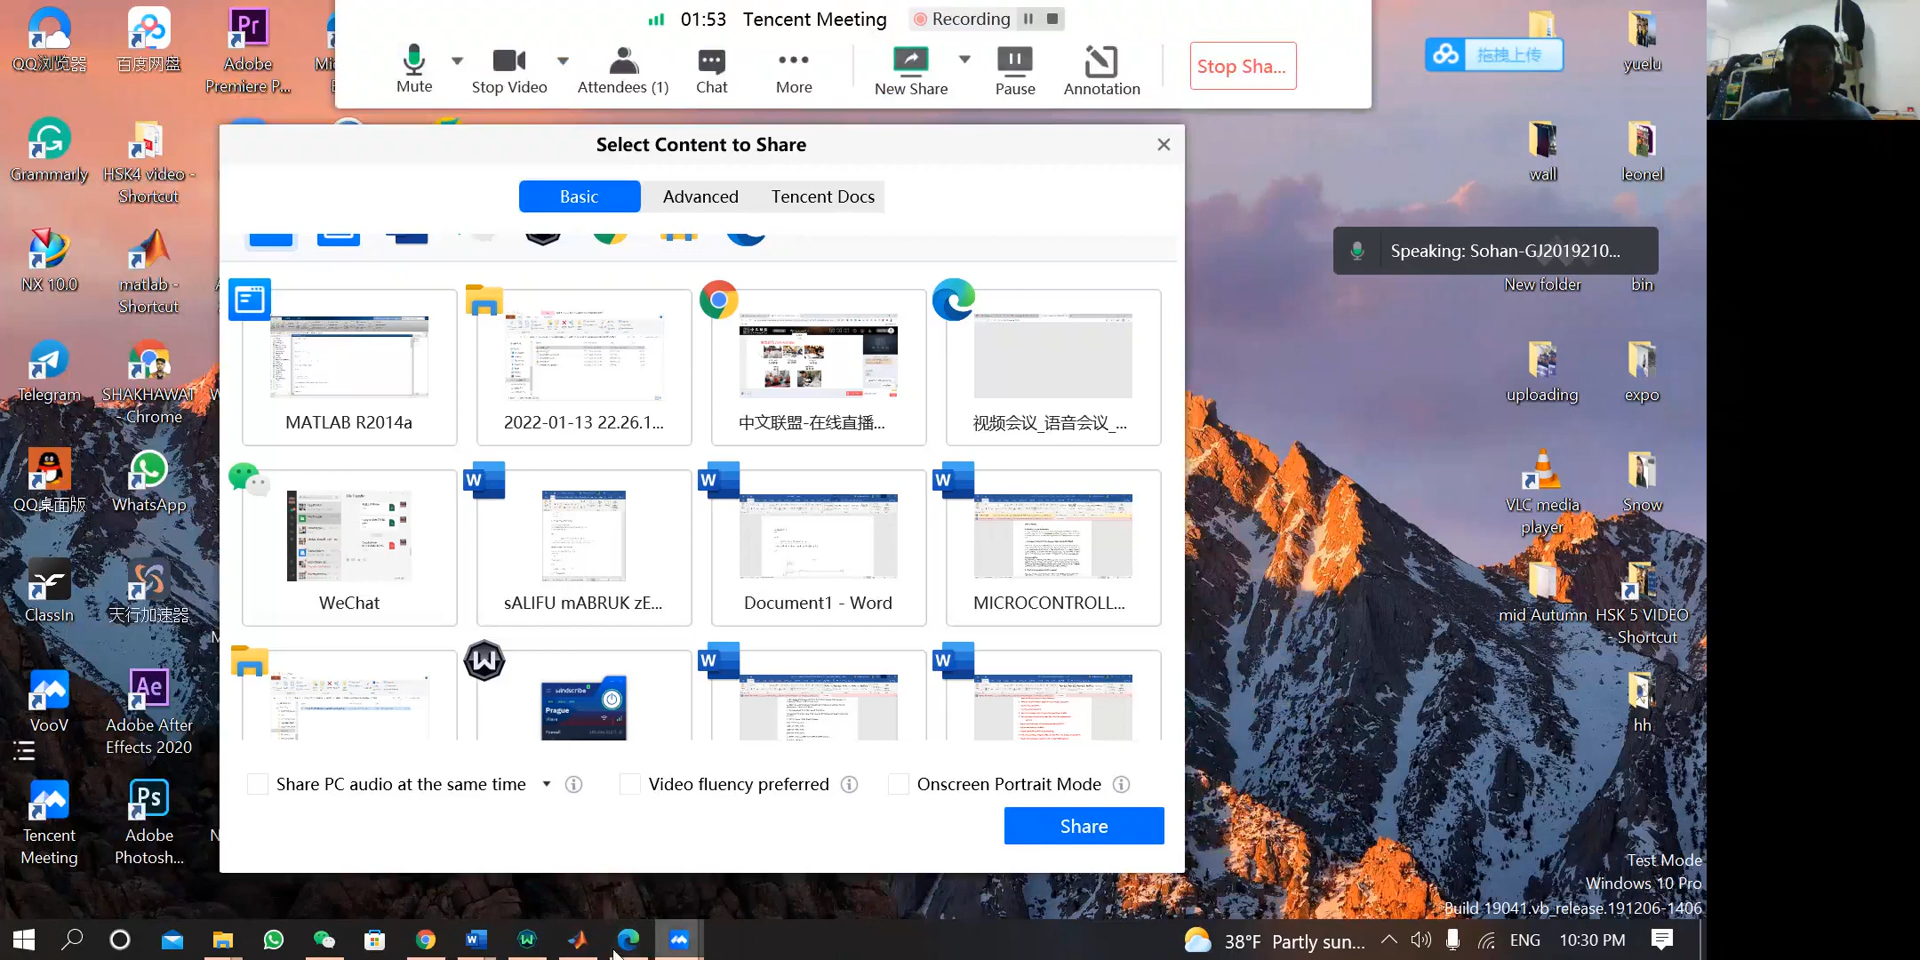 01:53 Tencent Meeting Recording
Mute
Stop Video
Attendees (1)
Chat
More
New Share
Pause
Annotation
Stop Sha...
拖拽上传
Select Content to Share
Basic
Advanced
Tencent Docs
MATLAB R2014a
2022-01-13 22.26.1...
中文联盟-在线直播...
视频会议_语音会议_...
WeChat
sALIFU mABRUK zE...
Document1 - Word
MICROCONTROLL...
windscribe
Prague
Share PC audio at the same time
Video fluency preferred
Onscreen Portrait Mode
Share
Speaking: Sohan-GJ2019210...
QQ浏览器
百度网盘
Adobe
Premiere P...
Grammarly
HSK4 video -
Shortcut
NX 10.0
matlab -
Shortcut
Telegram
SHAKHAWAT
- Chrome
QQ桌面版
WhatsApp
ClassIn
天行加速器
VooV
Adobe After
Effects 2020
Tencent
Meeting
Adobe
Photosh...
yuelu
wall
leonel
New folder
bin
uploading
expo
VLC media
player
Snow
mid Autumn
HSK 5 VIDEO
- Shortcut
hh
Test Mode
Windows 10 Pro
Build 19041.vb_release.191206-1406
38°F Partly sun...
ENG
10:30 PM